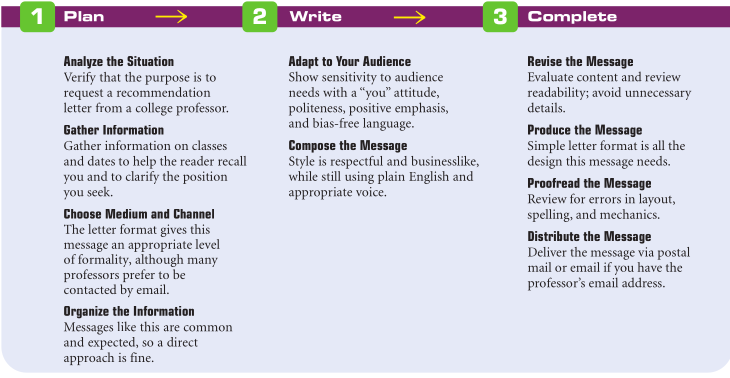 1 Plan
2 Write
3 Complete
Analyze the Situation
Verify that the purpose is to
request a recommendation
letter from a college professor.
Gather Information
Gather information on classes
and dates to help the reader recall
you and to clarify the position
you seek.
Choose Medium and Channel
The letter format gives this
message an appropriate level
of formality, although many
professors prefer to be
contacted by email.
Organize the Information
Messages like this are common
and expected, so a direct
approach is fine.
Adapt to Your Audience
Show sensitivity to audience
needs with a “you” attitude,
politeness, positive emphasis,
and bias-free language.
Compose the Message
Style is respectful and businesslike,
while still using plain English and
appropriate voice.
Revise the Message
Evaluate content and review
readability; avoid unnecessary
details.
Produce the Message
Simple letter format is all the
design this message needs.
Proofread the Message
Review for errors in layout,
spelling, and mechanics.
Distribute the Message
Deliver the message via postal
mail or email if you have the
professor’s email address.